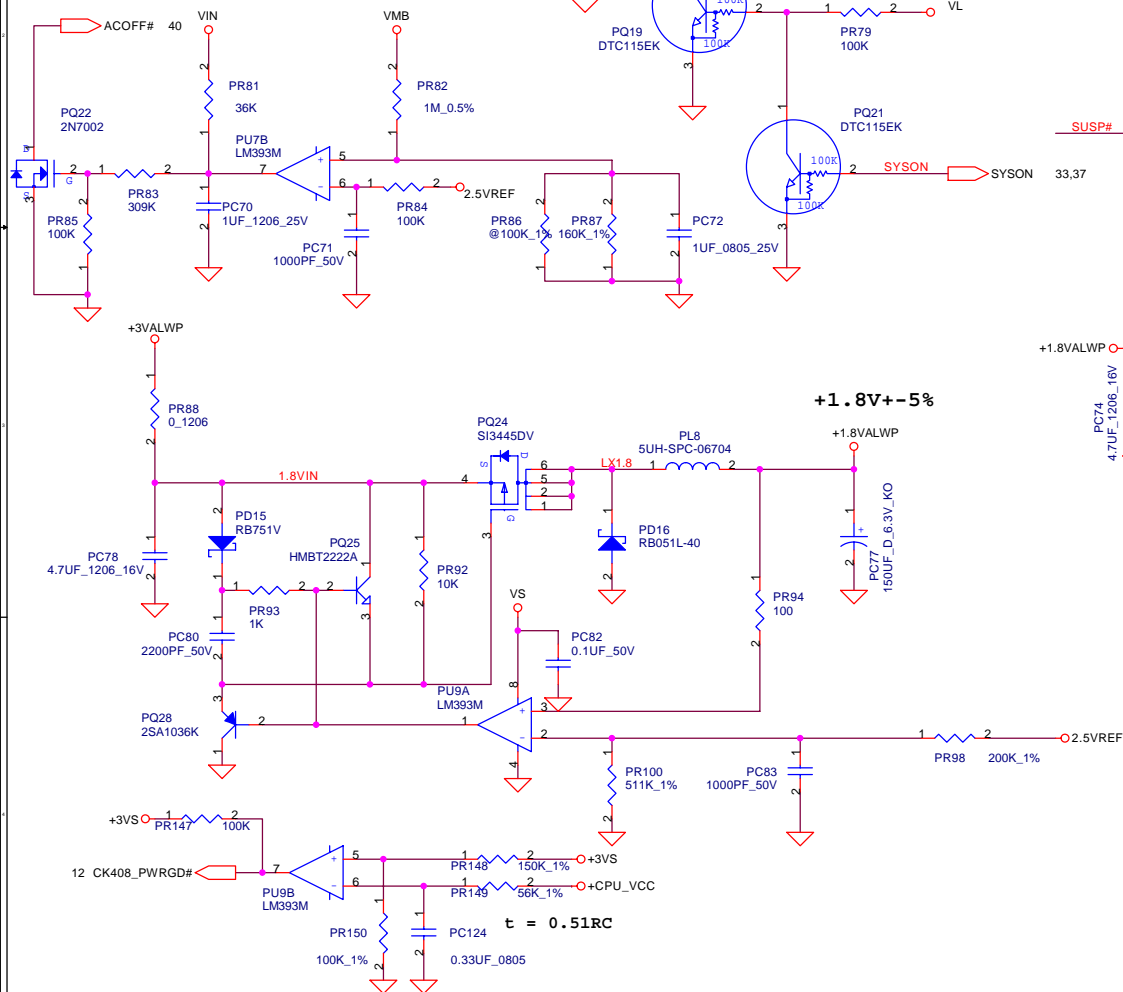 ACOFF# 40
VIN
VMB
PR81
36K
PR82
1M_0.5%
PQ22
2N7002
PU7B
LM393M
PR83
309K
PR85
100K
PC70
1UF_1206_25V
PR84
100K
2.5VREF
PC71
1000PF_50V
PR86
@100K_1%
PR87
160K_1%
PC72
1UF_0805_25V
PQ19
DTC115EK
100K
100K
PR79
100K
VL
PQ21
DTC115EK
100K
100K
SYSON
SYSON 33,37
SUSP#
+3VALWP
PR88
0_1206
1.8VIN
PC78
4.7UF_1206_16V
PD15
RB751V
PQ25
HMBT2222A
PR93
1K
PC80
2200PF_50V
PR92
10K
PQ24
SI3445DV
LX1.8
PL8
5UH-SPC-06704
+1.8V+-5%
+1.8VALWP
PD16
RB051L-40
PC77
150UF_D_6.3V_KO
+1.8VALWP
PC74
4.7UF_1206_16V
PR94
100
VS
PC82
0.1UF_50V
PQ28
2SA1036K
PU9A
LM393M
PR100
511K_1%
PC83
1000PF_50V
PR98
200K_1%
2.5VREF
+3VS
PR147
100K
12 CK408_PWRGD#
PU9B
LM393M
PR148
150K_1%
+3VS
PR149
56K_1%
+CPU_VCC
t = 0.51RC
PR150
100K_1%
PC124
0.33UF_0805